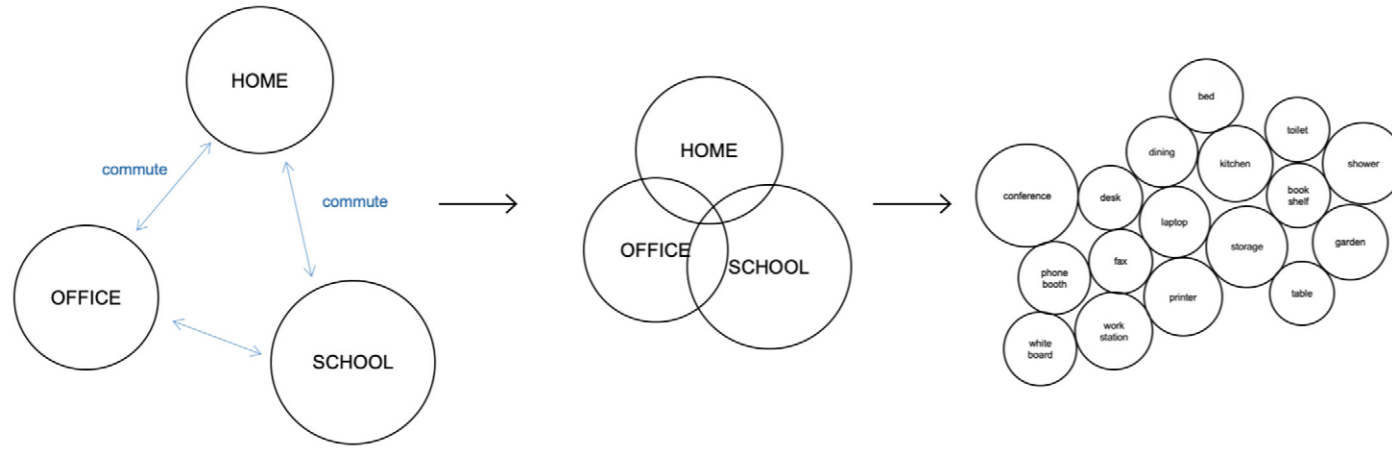 HOME
commute
commute
OFFICE
SCHOOL
HOME
OFFICE
SCHOOL
bed
toilet
dining
kitchen
shower
conference
desk
book
shelf
laptop
storage
garden
fax
phone
booth
printer
table
work
station
white
board